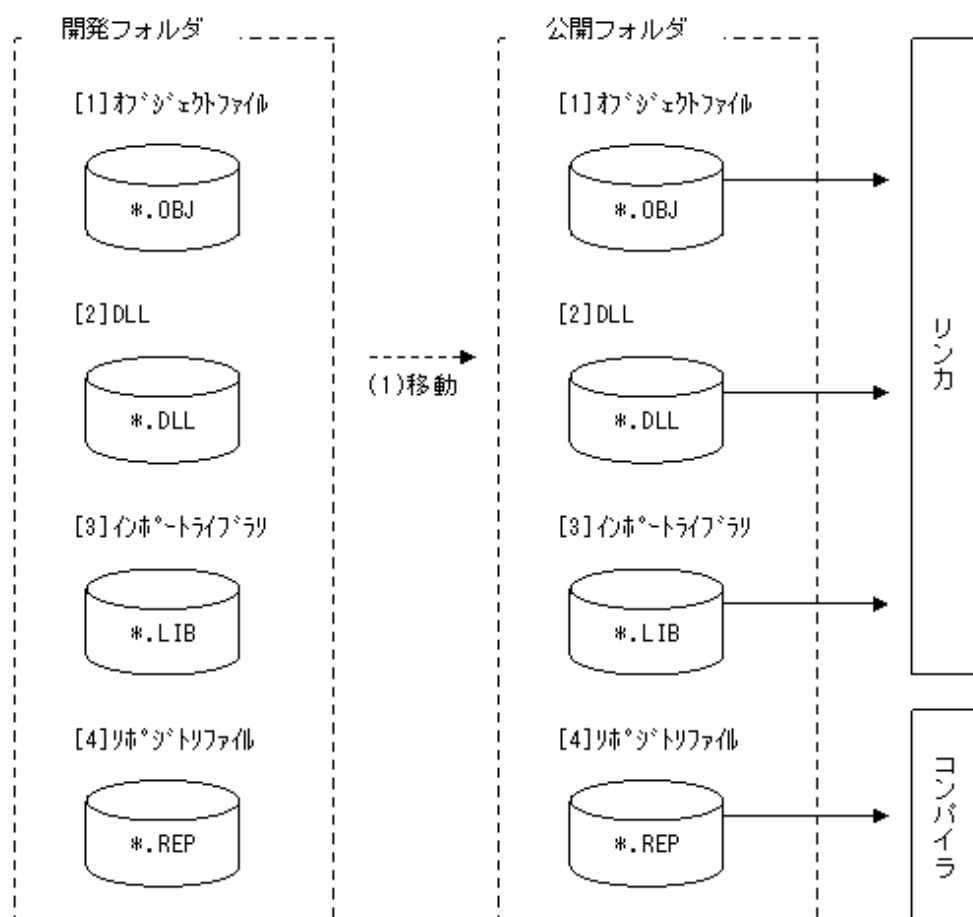 開発フォルダ
公開フォルダ
[1]オブジェクトファイル
*.OBJ
[2]DLL
*.DLL
[3]インポートライブラリ
*.LIB
[4]リポジトリファイル
*.REP
(1)移動
[1]オブジェクトファイル
*.OBJ
[2]DLL
*.DLL
[3]インポートライブラリ
*.LIB
[4]リポジトリファイル
*.REP
リンカ
コンパイラ